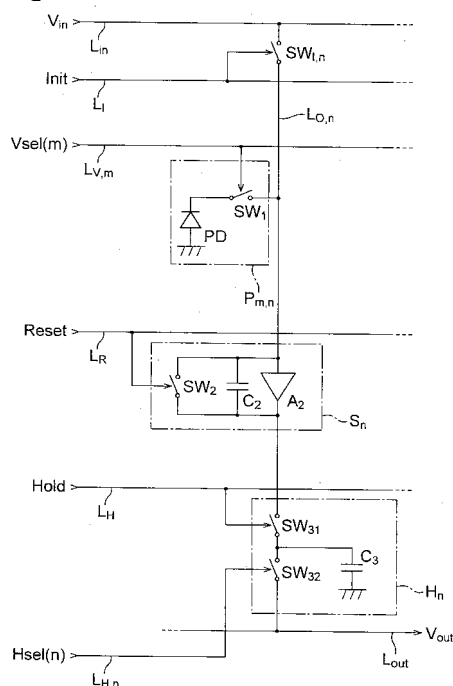 Vin
Lin
SWI,n
Init
LI
LO,n
Vsel(m)
LV,m
SW1
PD
Pm,n
Reset
LR
SW2
C2
A2
Sn
Hold
LH
SW31
C3
SW32
Hn
Vout
Hsel(n)
Lout
LH,n